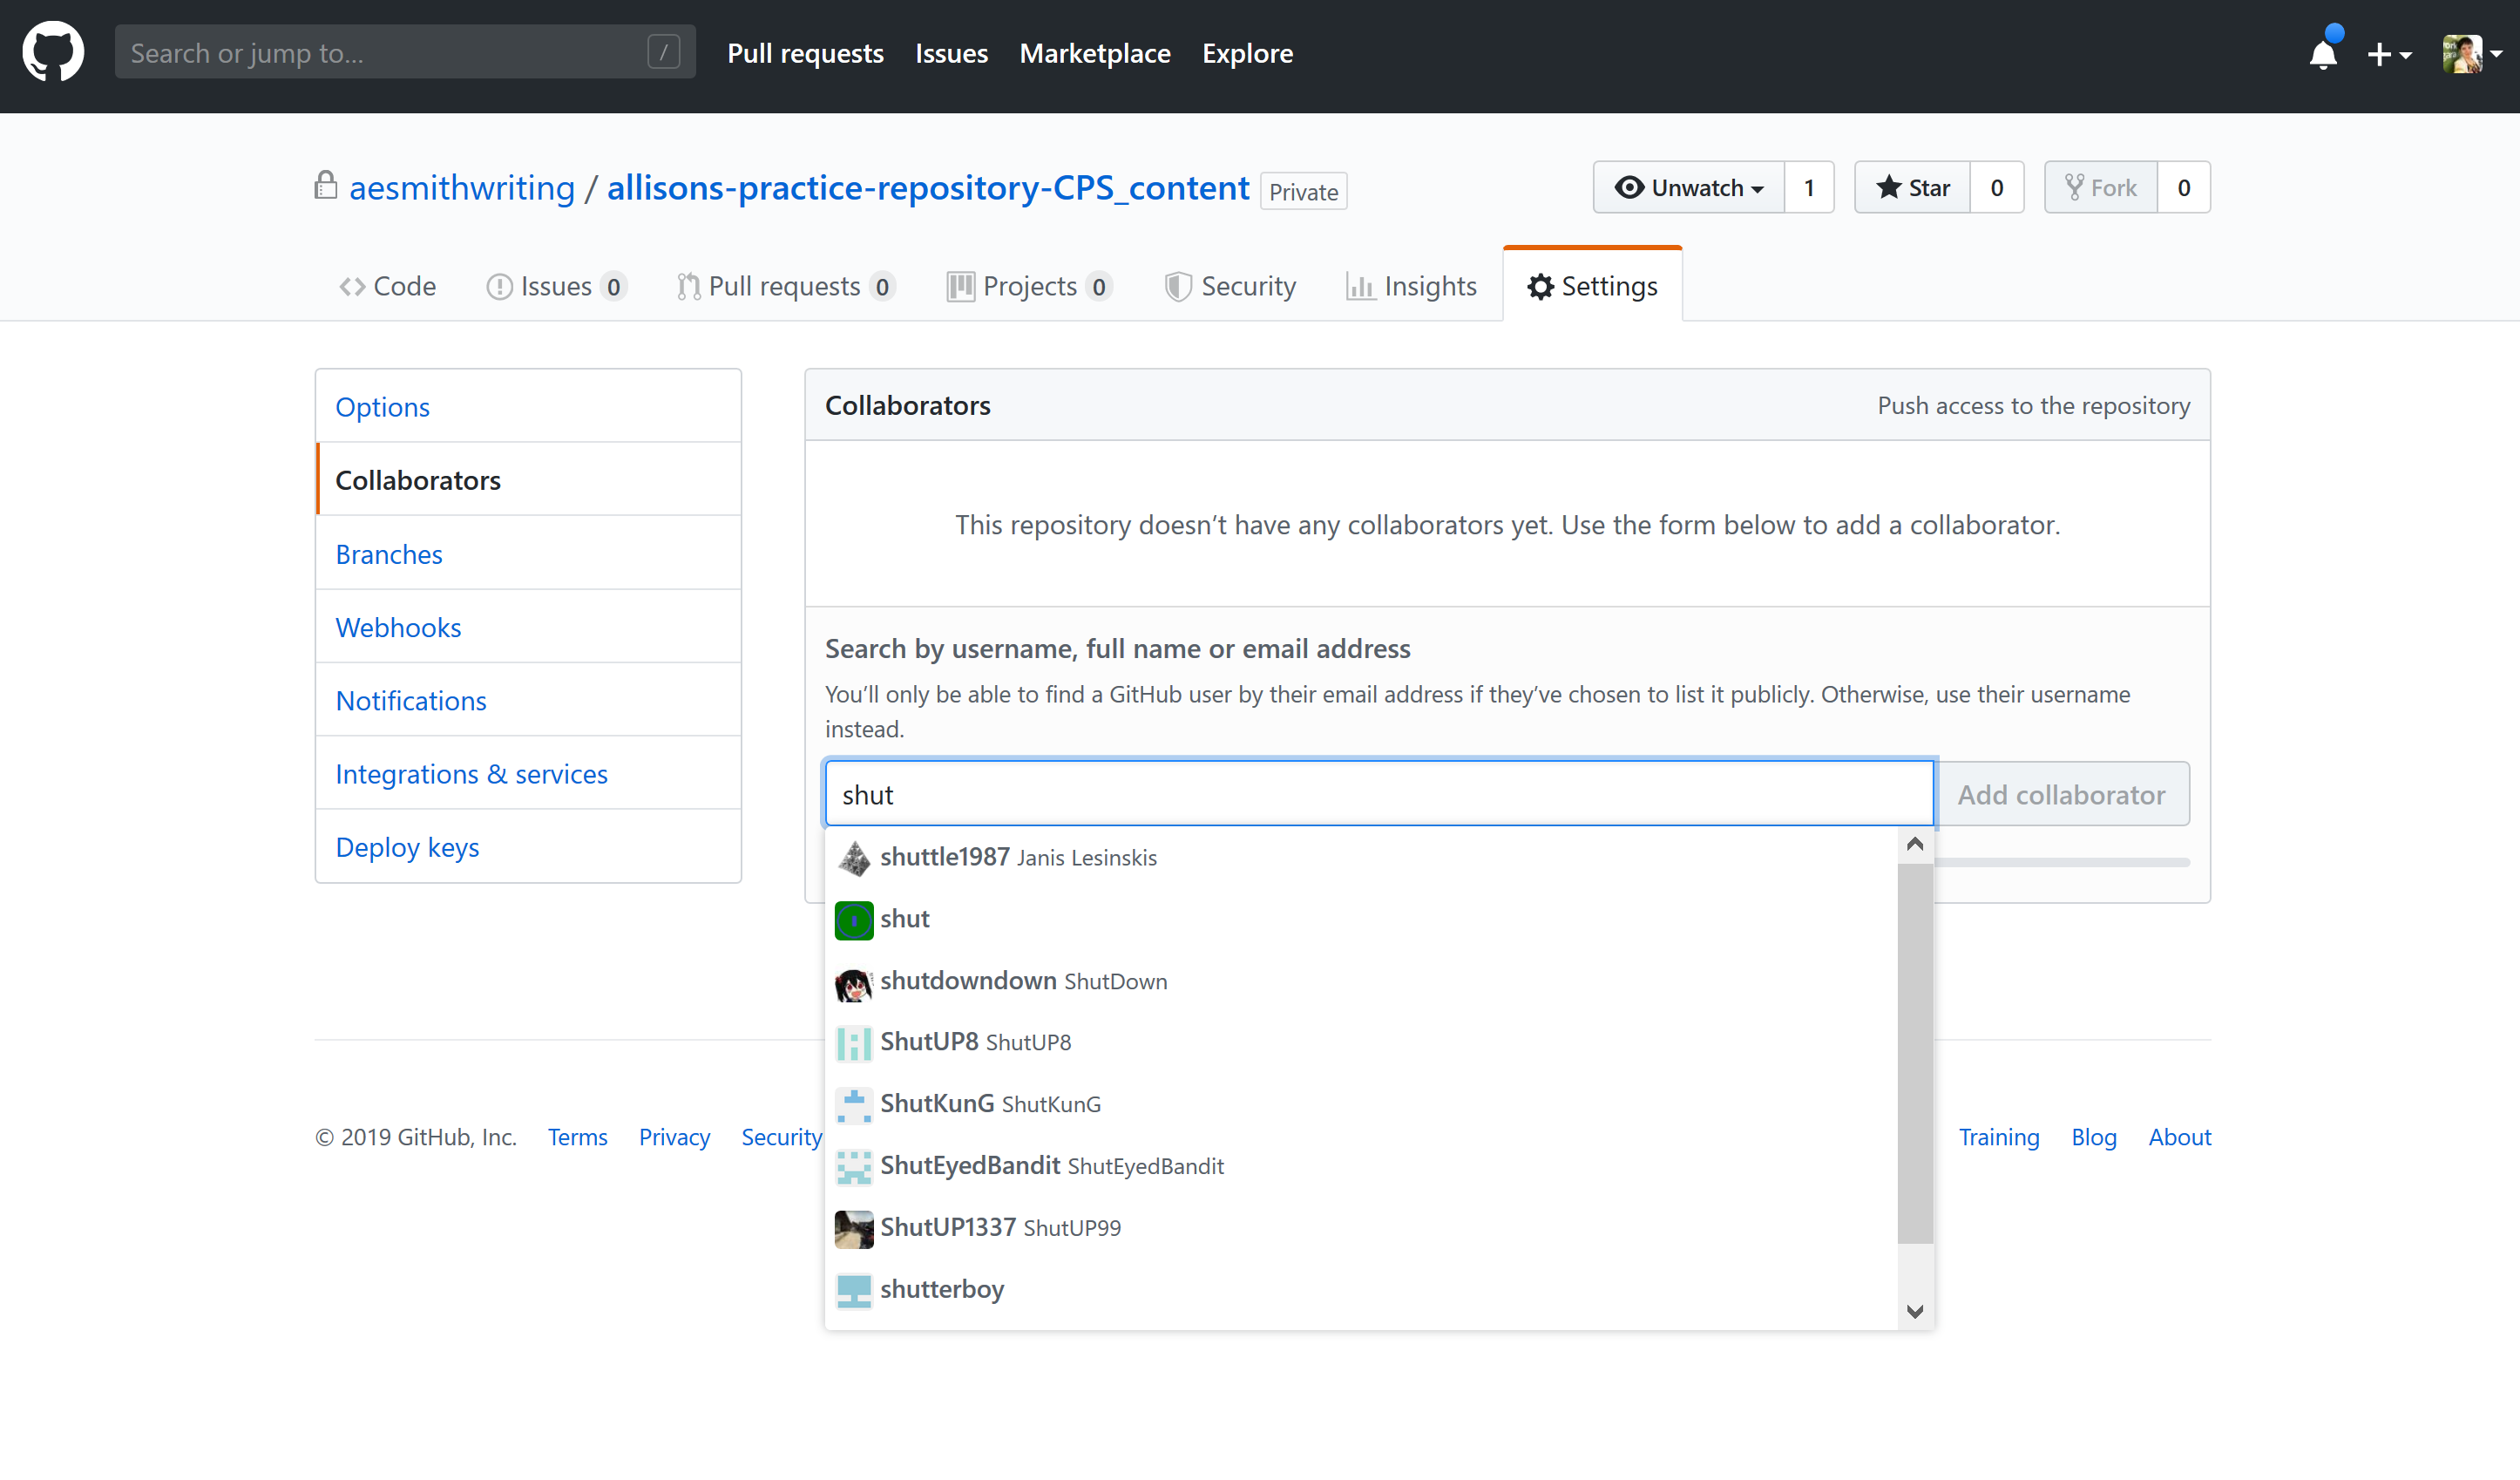 Search or jump to... /
Pull requests Issues Marketplace Explore
aesmithwriting / allisons-practice-repository-CPS_content Private
Unwatch 1 Star 0 Fork 0
Code Issues 0 Pull requests 0 Projects 0 Security Insights Settings
Options
Collaborators
Branches
Webhooks
Notifications
Integrations & services
Deploy keys
Collaborators Push access to the repository
This repository doesn’t have any collaborators yet. Use the form below to add a collaborator.
Search by username, full name or email address
You’ll only be able to find a GitHub user by their email address if they’ve chosen to list it publicly. Otherwise, use their username
instead.
shut Add collaborator
shuttle1987 Janis Lesinskis
shut
shutdowndown ShutDown
ShutUP8 ShutUP8
ShutKunG ShutKunG
ShutEyedBandit ShutEyedBandit
ShutUP1337 ShutUP99
shutterboy
© 2019 GitHub, Inc. Terms Privacy Security Training Blog About